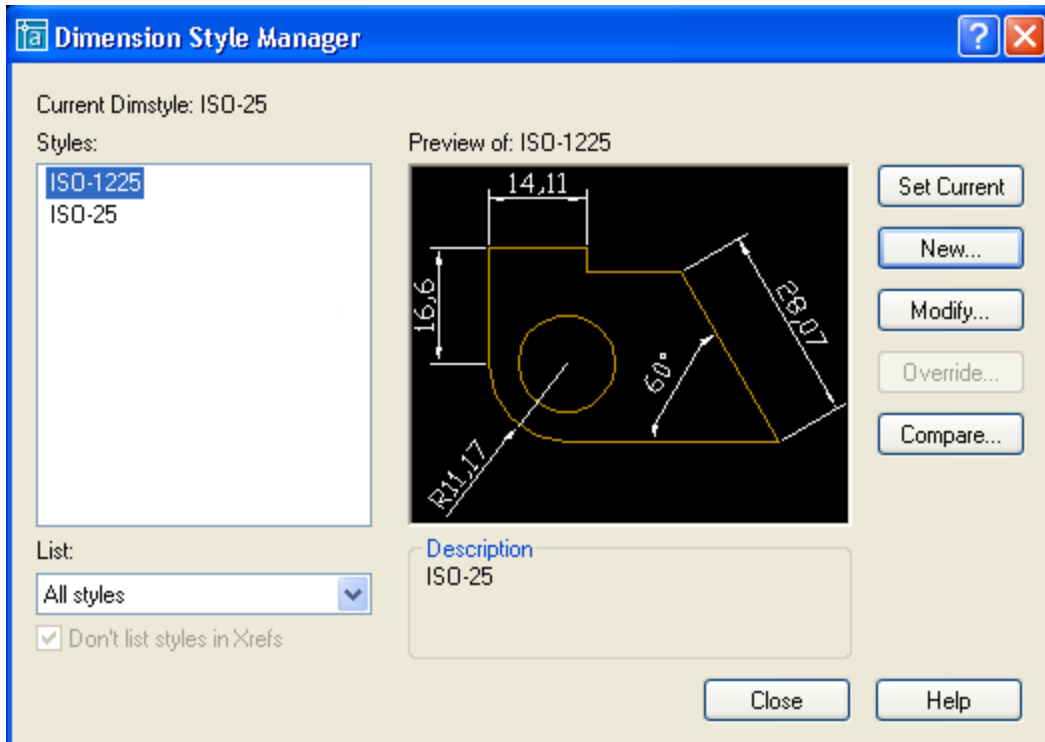 Dimension Style Manager
Current Dimstyle: ISO-25
Styles:
ISO-1225
ISO-25
Preview of: ISO-1225
14,11
16,6
28,07
60°
R11,17
Set Current
New...
Modify...
Override...
Compare...
List:
All styles
Don't list styles in Xrefs
Description
ISO-25
Close
Help